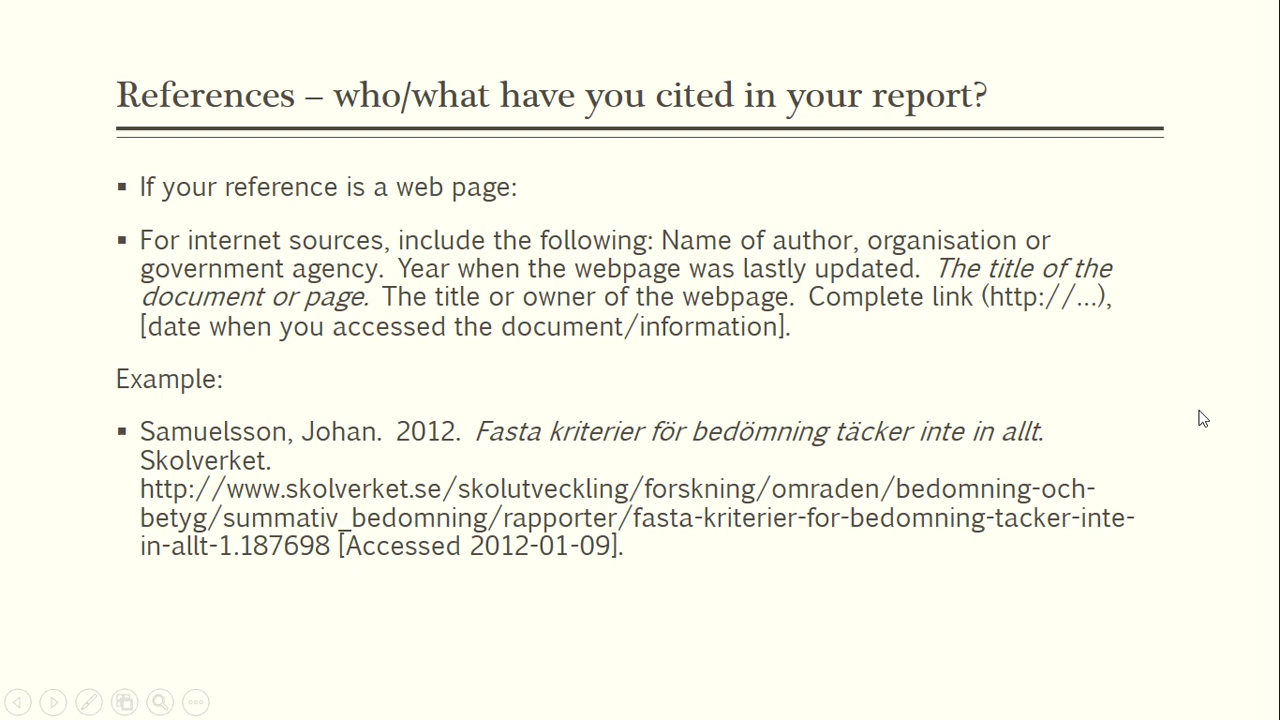 References – who/what have you cited in your report?
▪ If your reference is a web page:
▪ For internet sources, include the following: Name of author, organisation or
government agency.  Year when the webpage was lastly updated.  The title of the
document or page.  The title or owner of the webpage.  Complete link (http://...),
[date when you accessed the document/information].
Example:
▪ Samuelsson, Johan.  2012.  Fasta kriterier för bedömning täcker inte in allt.
Skolverket.
http://www.skolverket.se/skolutveckling/forskning/omraden/bedomning-och-
betyg/summativ_bedomning/rapporter/fasta-kriterier-for-bedomning-tacker-inte-
in-allt-1.187698 [Accessed 2012-01-09].